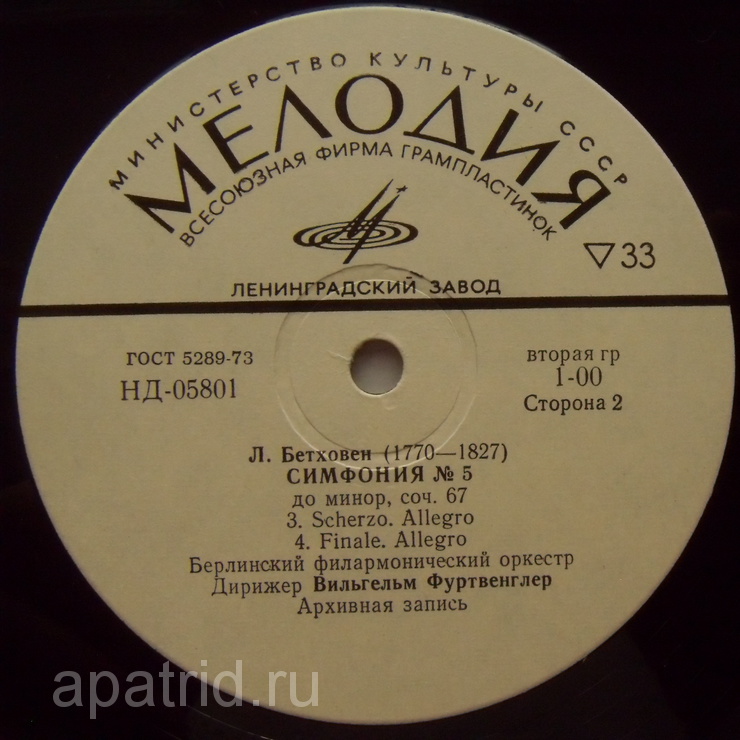 МИНИСТЕРСТВО КУЛЬТУРЫ СССР
МЕЛОДИЯ
ВСЕСОЮЗНАЯ ФИРМА ГРАМПЛАСТИНОК
▽33
ЛЕНИНГРАДСКИЙ ЗАВОД
ГОСТ 5289-73
НД-05801
вторая гр
1-00
Сторона 2
Л. Бетховен (1770—1827)
СИМФОНИЯ № 5
до минор, соч. 67
3. Scherzo. Allegro
4. Finale. Allegro
Берлинский филармонический оркестр
Дирижер Вильгельм Фуртвенглер
Архивная запись
apatrid.ru